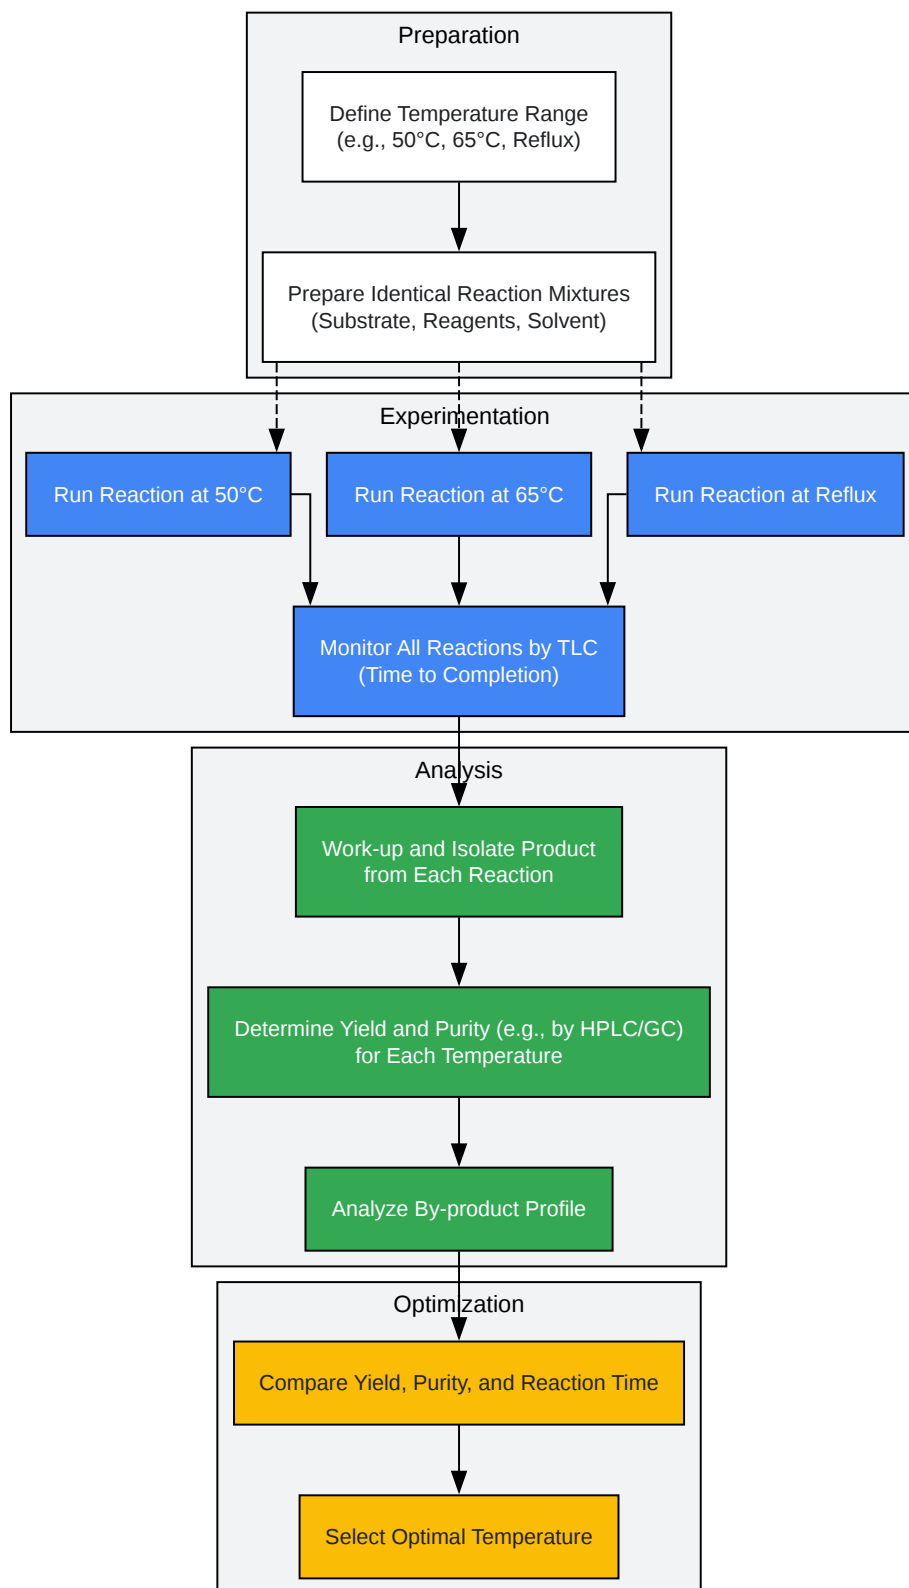 Preparation
Define Temperature Range
(e.g., 50°C, 65°C, Reflux)
Prepare Identical Reaction Mixtures
(Substrate, Reagents, Solvent)
Experimentation
Run Reaction at 50°C
Run Reaction at 65°C
Run Reaction at Reflux
Monitor All Reactions by TLC
(Time to Completion)
Analysis
Work-up and Isolate Product
from Each Reaction
Determine Yield and Purity (e.g., by HPLC/GC)
for Each Temperature
Analyze By-product Profile
Optimization
Compare Yield, Purity, and Reaction Time
Select Optimal Temperature